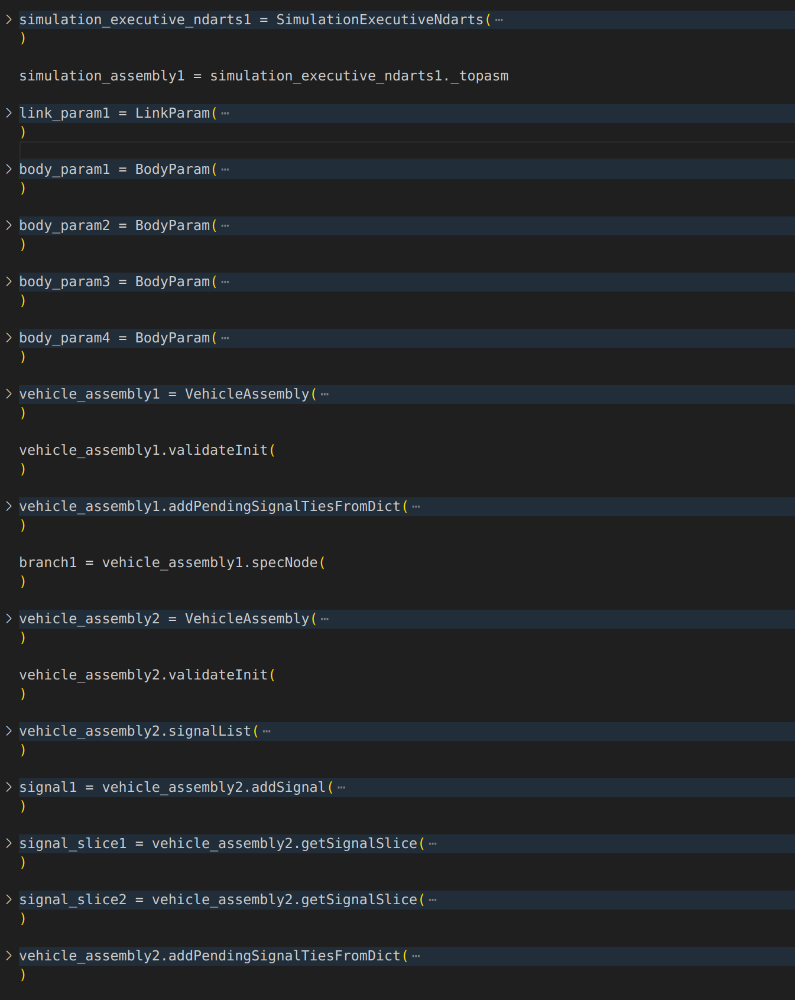 simulation_executive_ndarts1 = SimulationExecutiveNdarts(⋯
)
simulation_assembly1 = simulation_executive_ndarts1._topasm
link_param1 = LinkParam(⋯
)
body_param1 = BodyParam(⋯
)
body_param2 = BodyParam(⋯
)
body_param3 = BodyParam(⋯
)
body_param4 = BodyParam(⋯
)
vehicle_assembly1 = VehicleAssembly(⋯
)
vehicle_assembly1.validateInit(
)
vehicle_assembly1.addPendingSignalTiesFromDict(⋯
)
branch1 = vehicle_assembly1.specNode(
)
vehicle_assembly2 = VehicleAssembly(⋯
)
vehicle_assembly2.validateInit(
)
vehicle_assembly2.signalList(⋯
)
signal1 = vehicle_assembly2.addSignal(⋯
)
signal_slice1 = vehicle_assembly2.getSignalSlice(⋯
)
signal_slice2 = vehicle_assembly2.getSignalSlice(⋯
)
vehicle_assembly2.addPendingSignalTiesFromDict(⋯
)